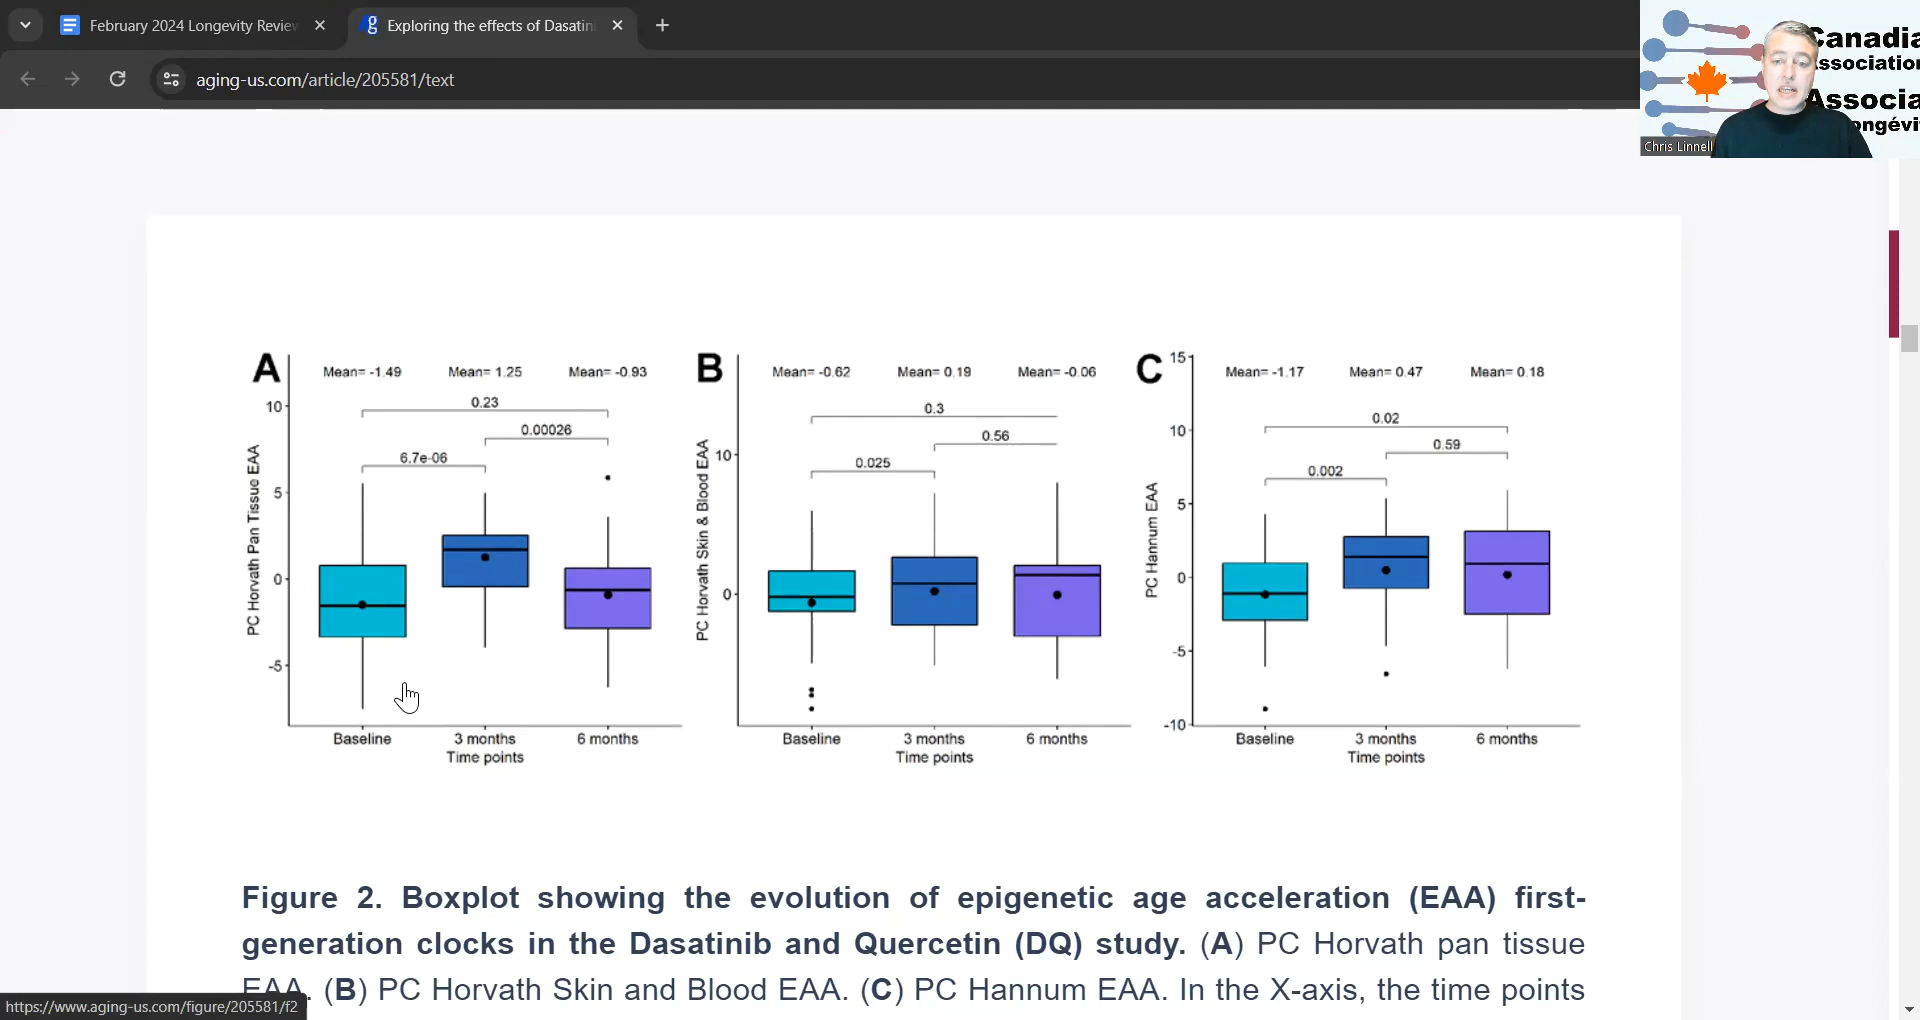 February 2024 Longevity Review
Exploring the effects of Dasatini
aging-us.com/article/205581/text
Canadia
Association
Associa
ongévi
Chris Linnell
A
Mean= -1.49 Mean= 1.25 Mean= -0.93
0.23
0.00026
6.7e-06
10
5
0
-5
PC Horvath Pan Tissue EAA
Baseline 3 months 6 months
Time points
B
Mean= -0.62 Mean= 0.19 Mean= -0.06
0.3
0.56
0.025
10
0
PC Horvath Skin & Blood EAA
Baseline 3 months 6 months
Time points
C
Mean= -1.17 Mean= 0.47 Mean= 0.18
0.02
0.59
0.002
15
10
5
0
-5
-10
PC Hannum EAA
Baseline 3 months 6 months
Time points
Figure 2. Boxplot showing the evolution of epigenetic age acceleration (EAA) first-
generation clocks in the Dasatinib and Quercetin (DQ) study. (A) PC Horvath pan tissue
EAA. (B) PC Horvath Skin and Blood EAA. (C) PC Hannum EAA. In the X-axis, the time points
https://www.aging-us.com/figure/205581/f2